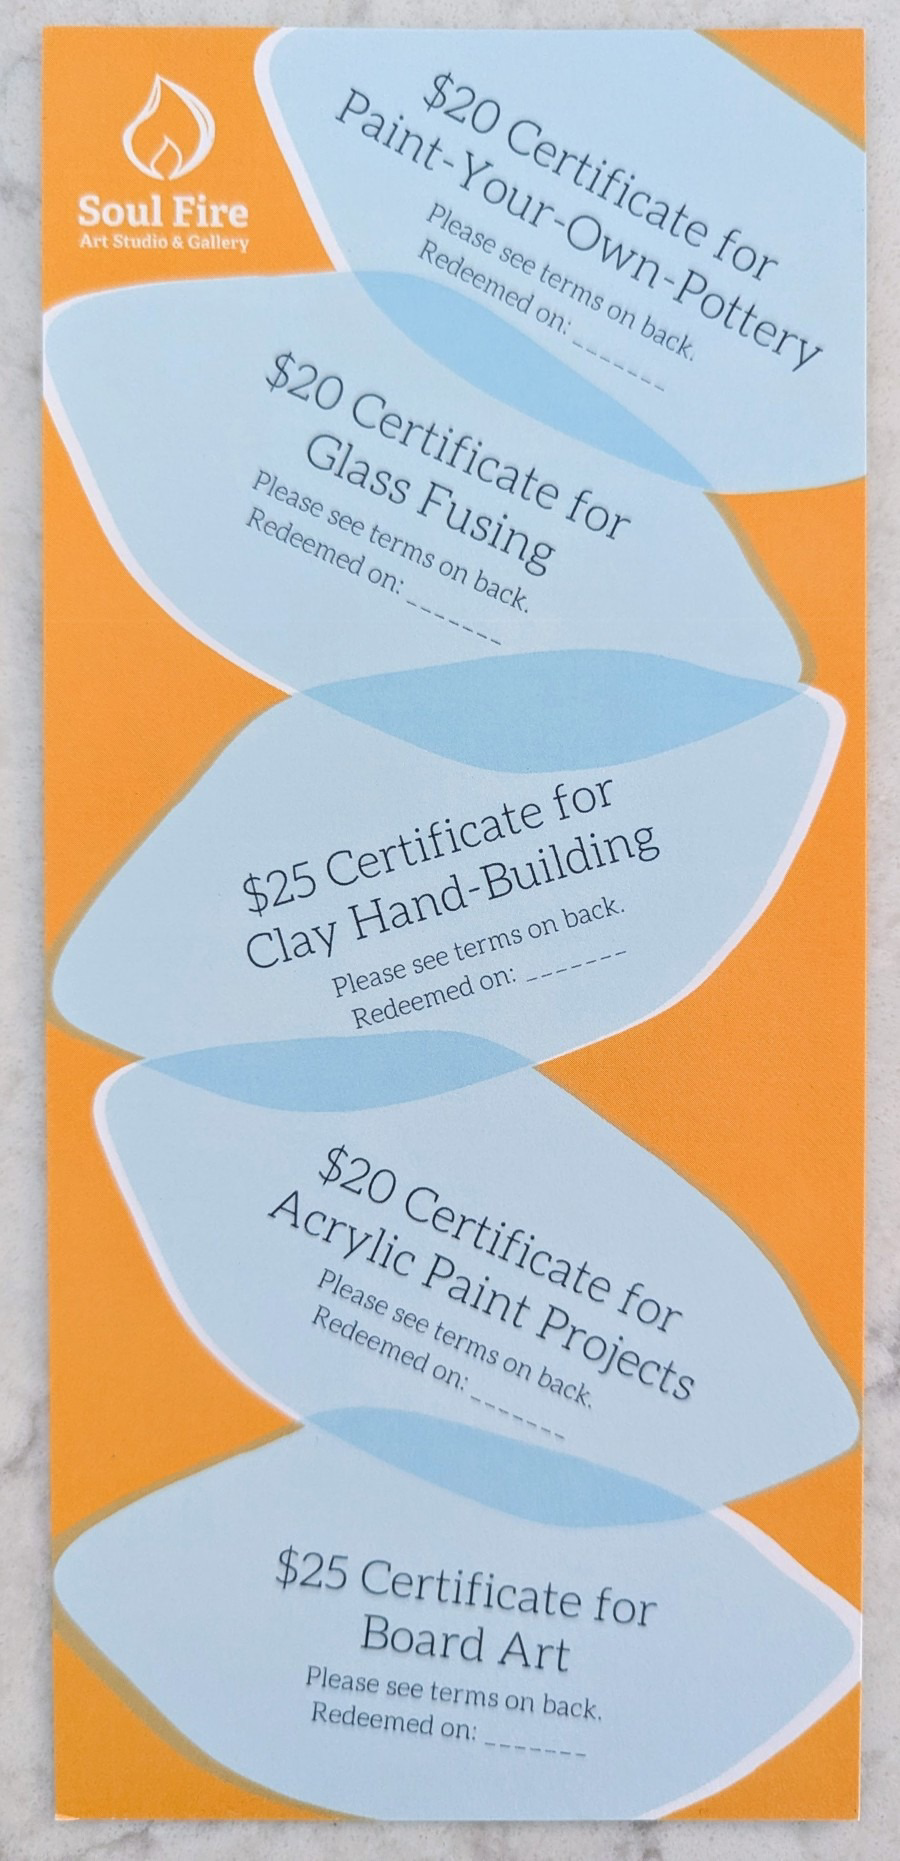 Soul Fire
Art Studio & Gallery
$20 Certificate for
Paint-Your-Own-Pottery
Please see terms on back.
Redeemed on: _______
$20 Certificate for
Glass Fusing
Please see terms on back.
Redeemed on: _______
$25 Certificate for
Clay Hand-Building
Please see terms on back.
Redeemed on: _______
$20 Certificate for
Acrylic Paint Projects
Please see terms on back.
Redeemed on: _______
$25 Certificate for
Board Art
Please see terms on back.
Redeemed on: _______